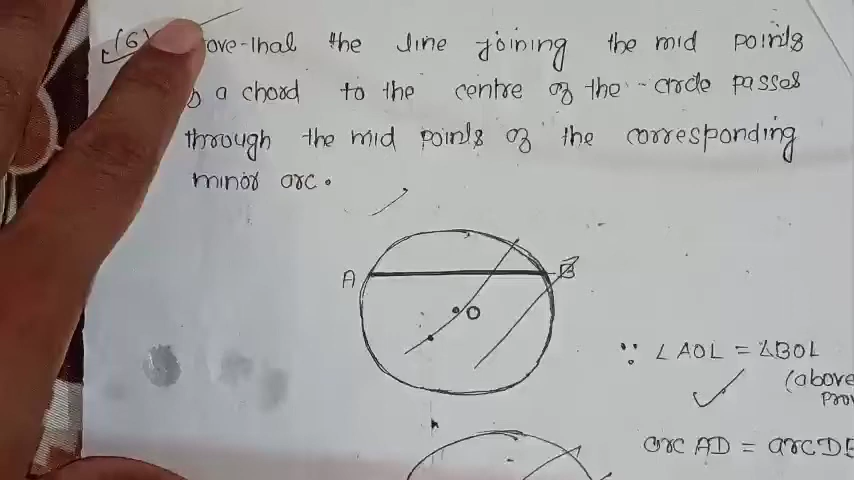 (6) ove-that the line joining the mid points
a chord to the centre of the circle passes
through the mid points of the corresponding
minor arc.
A B
O
∵ ∠AOL = ∠BOL
(above
arc AD = arc